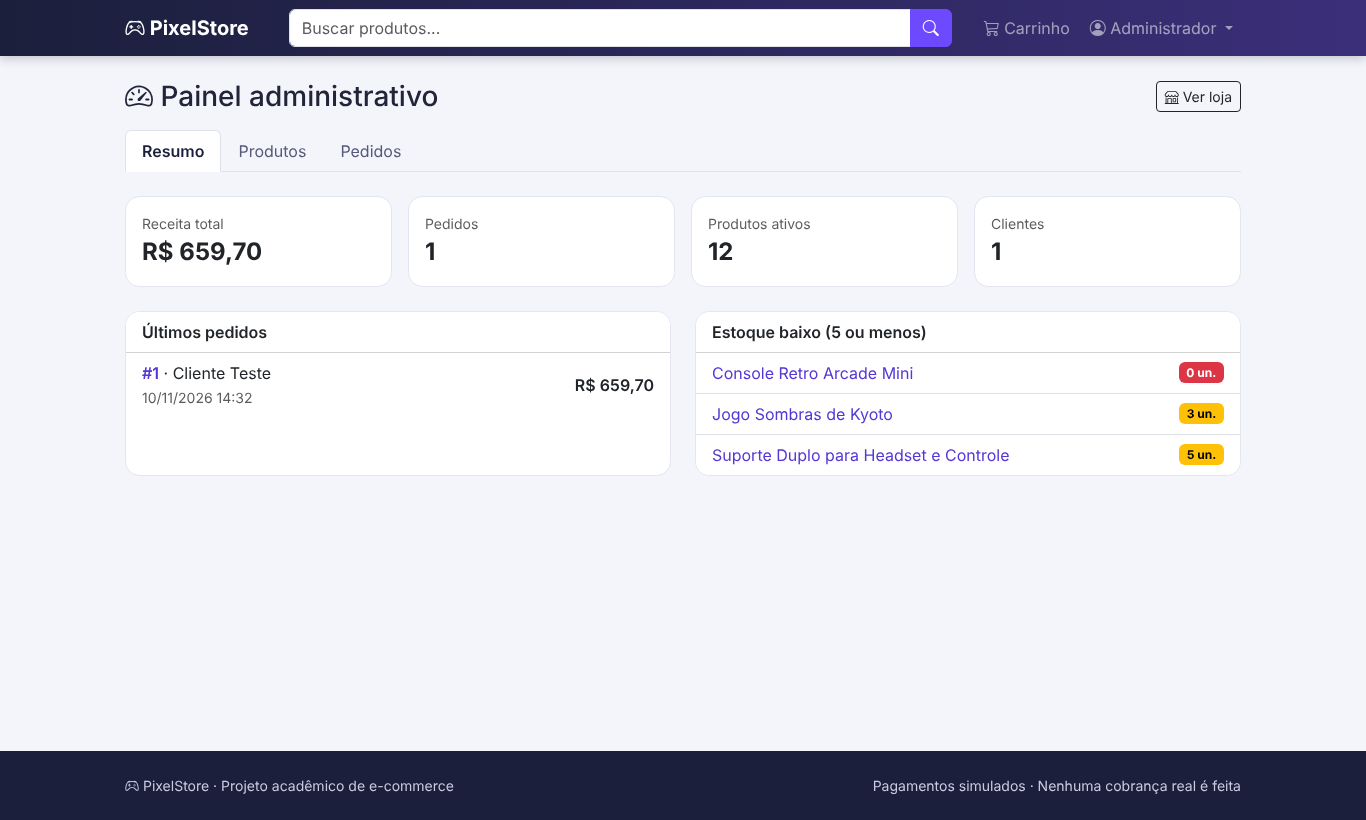 PixelStore
Buscar produtos...
Carrinho
Administrador
Painel administrativo
Ver loja
Resumo
Produtos
Pedidos
Receita total
R$ 659,70
Pedidos
1
Produtos ativos
12
Clientes
1
Últimos pedidos
#1 · Cliente Teste
10/11/2026 14:32
R$ 659,70
Estoque baixo (5 ou menos)
Console Retro Arcade Mini
0 un.
Jogo Sombras de Kyoto
3 un.
Suporte Duplo para Headset e Controle
5 un.
PixelStore · Projeto acadêmico de e-commerce
Pagamentos simulados · Nenhuma cobrança real é feita